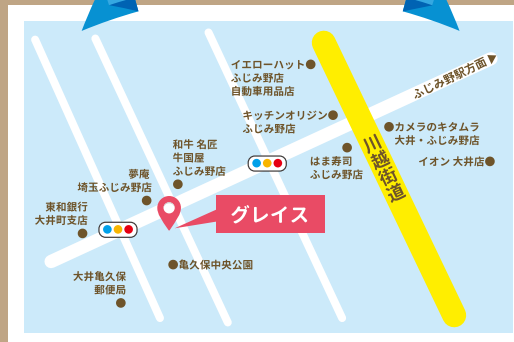 イエローハット
ふじみ野店
自動車用品店
ふじみ野駅方面
キッチンオリジン
ふじみ野店
カメラのキタムラ
大井・ふじみ野店
川越街道
和牛 名匠
牛国屋
ふじみ野店
はま寿司
ふじみ野店
イオン 大井店
夢庵
埼玉ふじみ野店
東和銀行
大井町支店
グレイス
亀久保中央公園
大井亀久保
郵便局